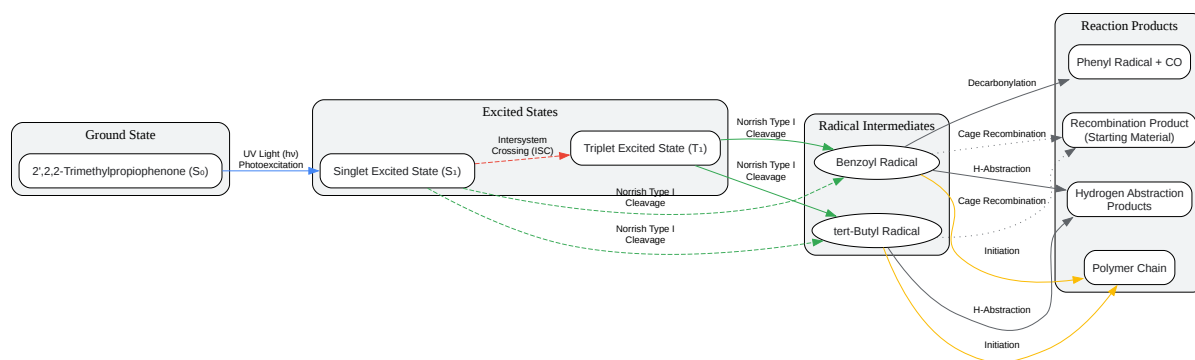 Ground State
2',2,2-Trimethylpropiophenone (S₀)
UV Light (hν)
Photoexcitation
Excited States
Singlet Excited State (S₁)
Intersystem
Crossing (ISC)
Triplet Excited State (T₁)
Norrish Type I
Cleavage
Norrish Type I
Cleavage
Norrish Type I
Cleavage
Norrish Type I
Cleavage
Radical Intermediates
Benzoyl Radical
tert-Butyl Radical
Decarbonylation
Cage Recombination
H-Abstraction
Cage Recombination
Initiation
H-Abstraction
Initiation
Reaction Products
Phenyl Radical + CO
Recombination Product
(Starting Material)
Hydrogen Abstraction
Products
Polymer Chain